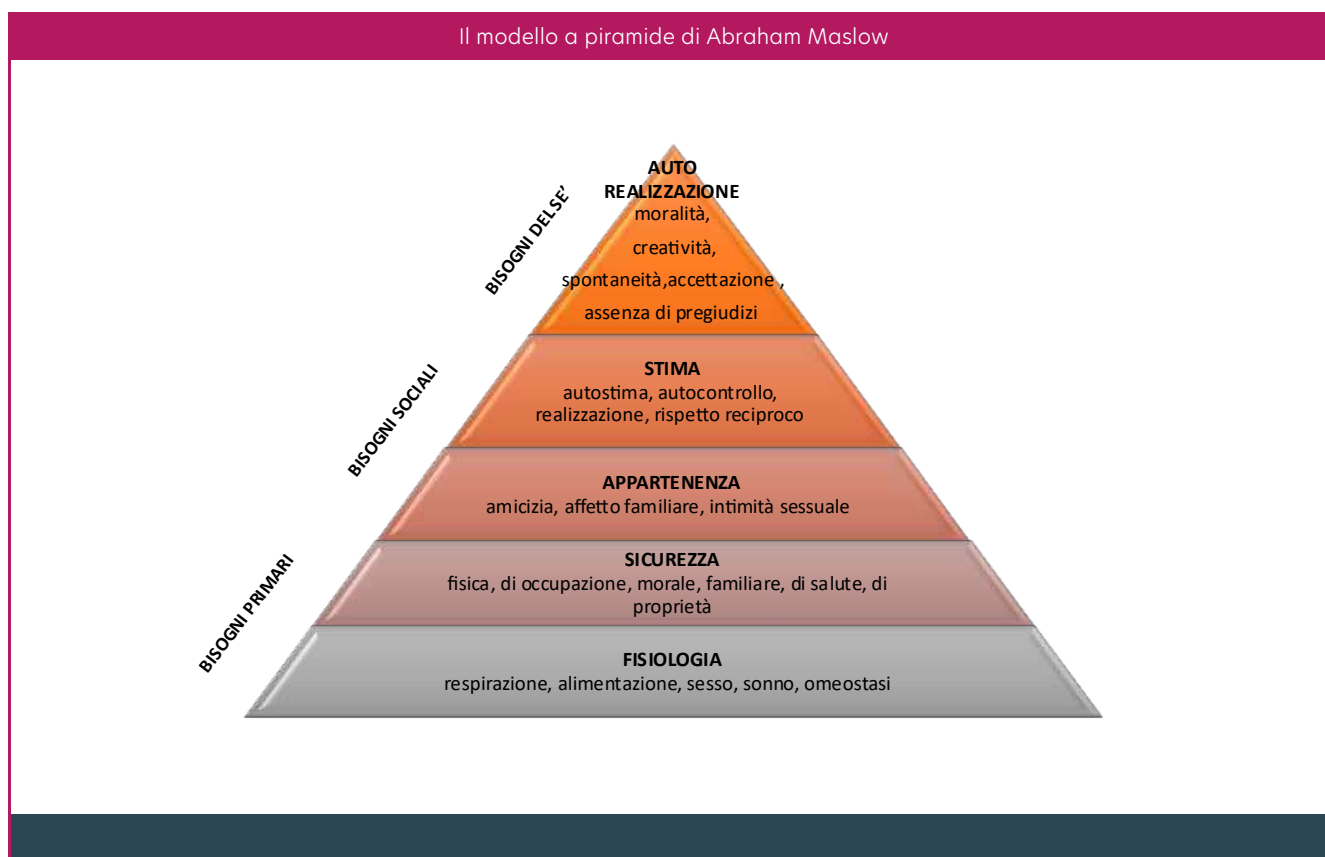 Il modello a piramide di Abraham Maslow
BISOGNI DELSE’
AUTO
REALIZZAZIONE
moralità,
creatività,
spontaneità,accettazione ,
assenza di pregiudizi
BISOGNI SOCIALI
STIMA
autostima, autocontrollo,
realizzazione, rispetto reciproco
APPARTENENZA
amicizia, affetto familiare, intimità sessuale
BISOGNI PRIMARI
SICUREZZA
fisica, di occupazione, morale, familiare, di salute, di
proprietà
FISIOLOGIA
respirazione, alimentazione, sesso, sonno, omeostasi